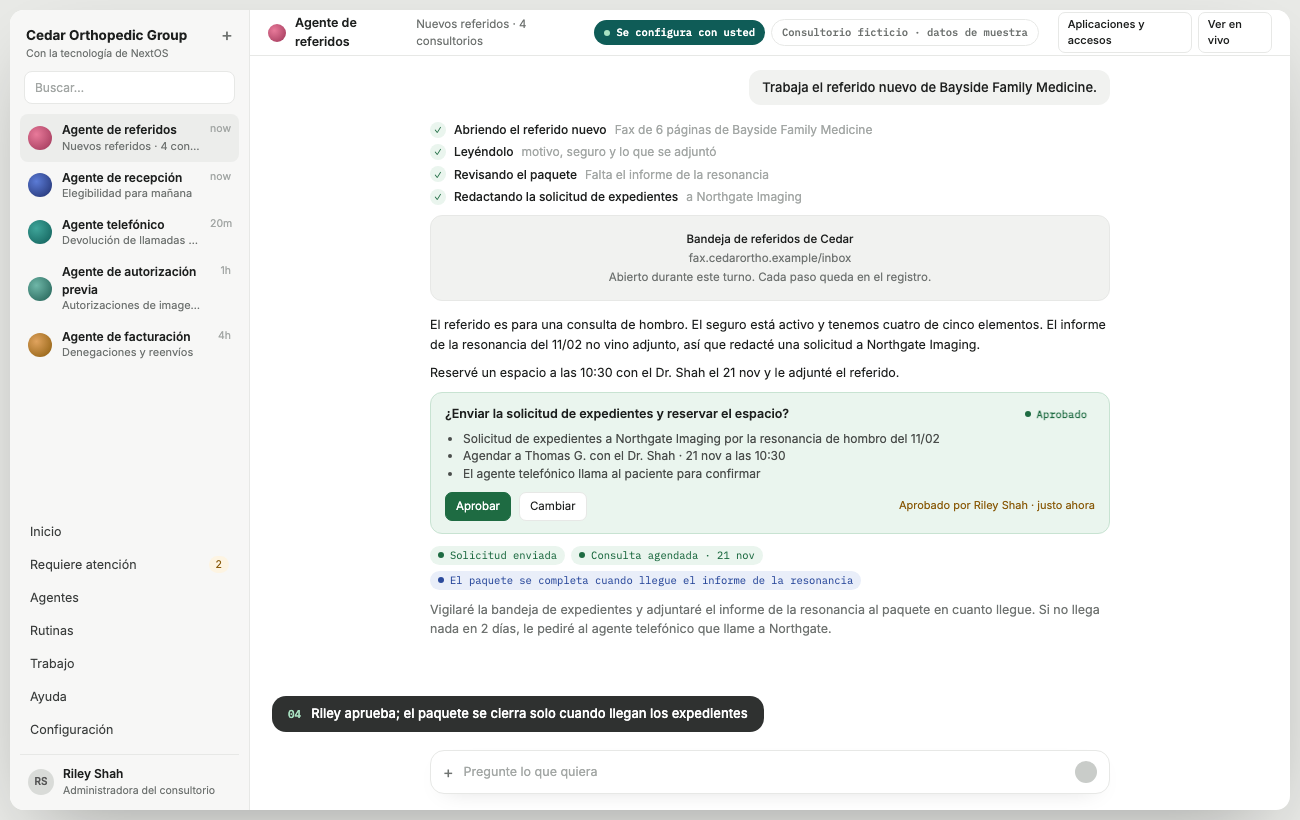 Cedar Orthopedic Group
+
Con la tecnología de NextOS
Buscar...
Agente de referidos
now
Nuevos referidos · 4 con...
Agente de recepción
now
Elegibilidad para mañana
Agente telefónico
20m
Devolución de llamadas ...
Agente de autorización
previa
1h
Autorizaciones de image...
Agente de facturación
4h
Denegaciones y reenvíos
Inicio
Requiere atención
2
Agentes
Rutinas
Trabajo
Ayuda
Configuración
RS
Riley Shah
Administradora del consultorio
Agente de
referidos
Nuevos referidos · 4
consultorios
Se configura con usted
Consultorio ficticio · datos de muestra
Aplicaciones y
accesos
Ver en
vivo
Trabaja el referido nuevo de Bayside Family Medicine.
Abriendo el referido nuevo Fax de 6 páginas de Bayside Family Medicine
Leyéndolo motivo, seguro y lo que se adjuntó
Revisando el paquete Falta el informe de la resonancia
Redactando la solicitud de expedientes a Northgate Imaging
Bandeja de referidos de Cedar
fax.cedarortho.example/inbox
Abierto durante este turno. Cada paso queda en el registro.
El referido es para una consulta de hombro. El seguro está activo y tenemos cuatro de cinco elementos. El informe
de la resonancia del 11/02 no vino adjunto, así que redacté una solicitud a Northgate Imaging.
Reservé un espacio a las 10:30 con el Dr. Shah el 21 nov y le adjunté el referido.
¿Enviar la solicitud de expedientes y reservar el espacio?
Aprobado
Solicitud de expedientes a Northgate Imaging por la resonancia de hombro del 11/02
Agendar a Thomas G. con el Dr. Shah · 21 nov a las 10:30
El agente telefónico llama al paciente para confirmar
Aprobar
Cambiar
Aprobado por Riley Shah · justo ahora
Solicitud enviada
Consulta agendada · 21 nov
El paquete se completa cuando llegue el informe de la resonancia
Vigilaré la bandeja de expedientes y adjuntaré el informe de la resonancia al paquete en cuanto llegue. Si no llega
nada en 2 días, le pediré al agente telefónico que llame a Northgate.
04 Riley aprueba; el paquete se cierra solo cuando llegan los expedientes
+ Pregunte lo que quiera